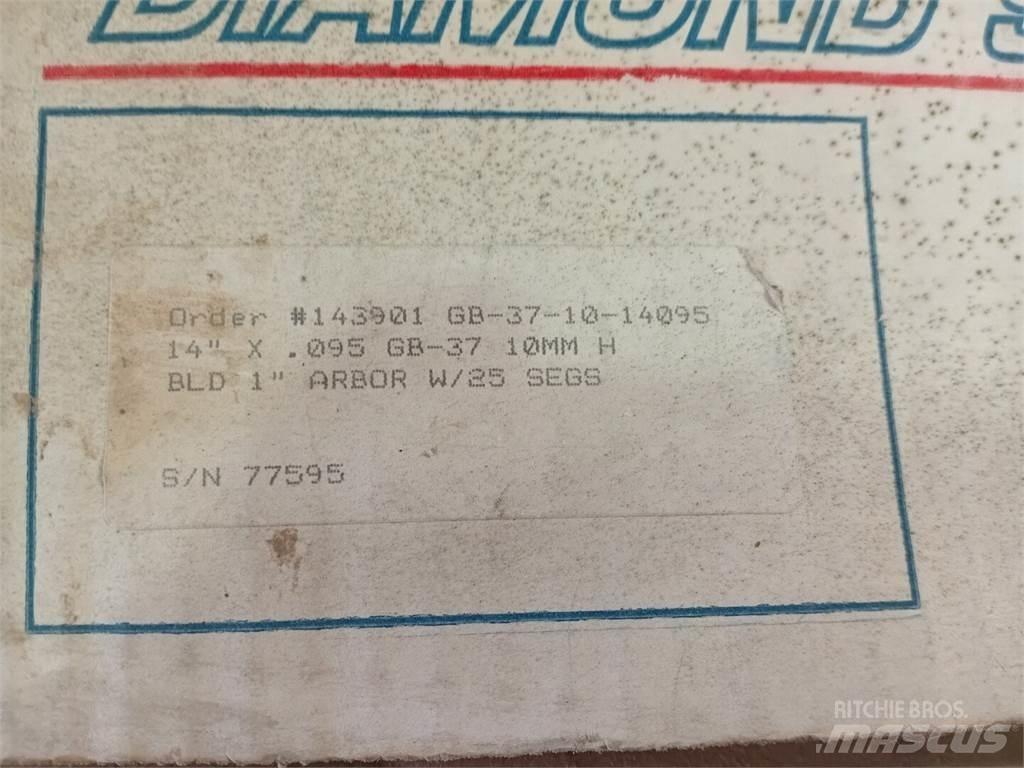 DIAMOND S
Order #143901 GB-37-10-14095
14" X .095 GB-37 10MM H
BLD 1" ARBOR W/25 SEGS
S/N 77595
RITCHIE BROS.
MASCUS